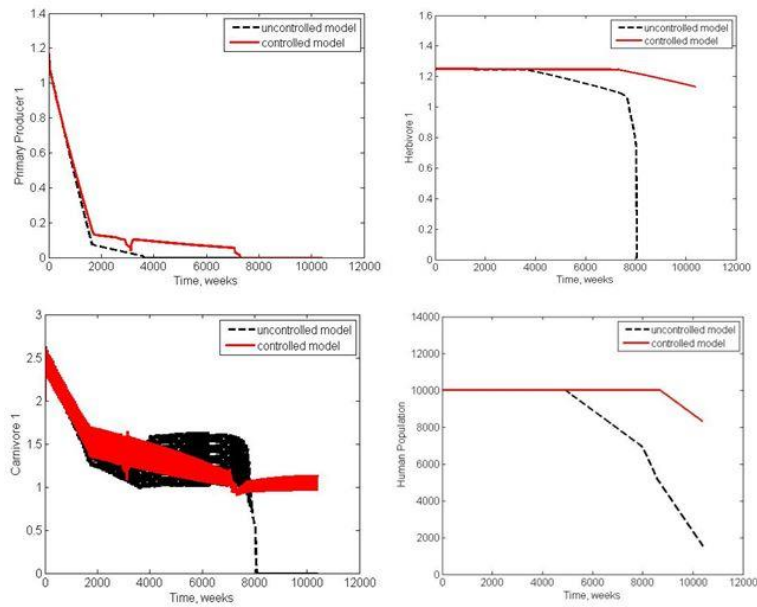 1.4
1.2
1
0.8
0.6
0.4
0.2
0
0 2000 4000 6000 8000 10000 12000
Primary Producer 1
Time, weeks
uncontrolled model
controlled model
1.6
1.4
1.2
1
0.8
0.6
0.4
0.2
0
0 2000 4000 6000 8000 10000 12000
Herbivore 1
Time, weeks
uncontrolled model
controlled model
3
2.5
2
1.5
1
0.5
0
0 2000 4000 6000 8000 10000 12000
Carnivore 1
Time, weeks
uncontrolled model
controlled model
14000
12000
10000
8000
6000
4000
2000
0
0 2000 4000 6000 8000 10000 12000
Human Population
Time, weeks
uncontrolled model
controlled model